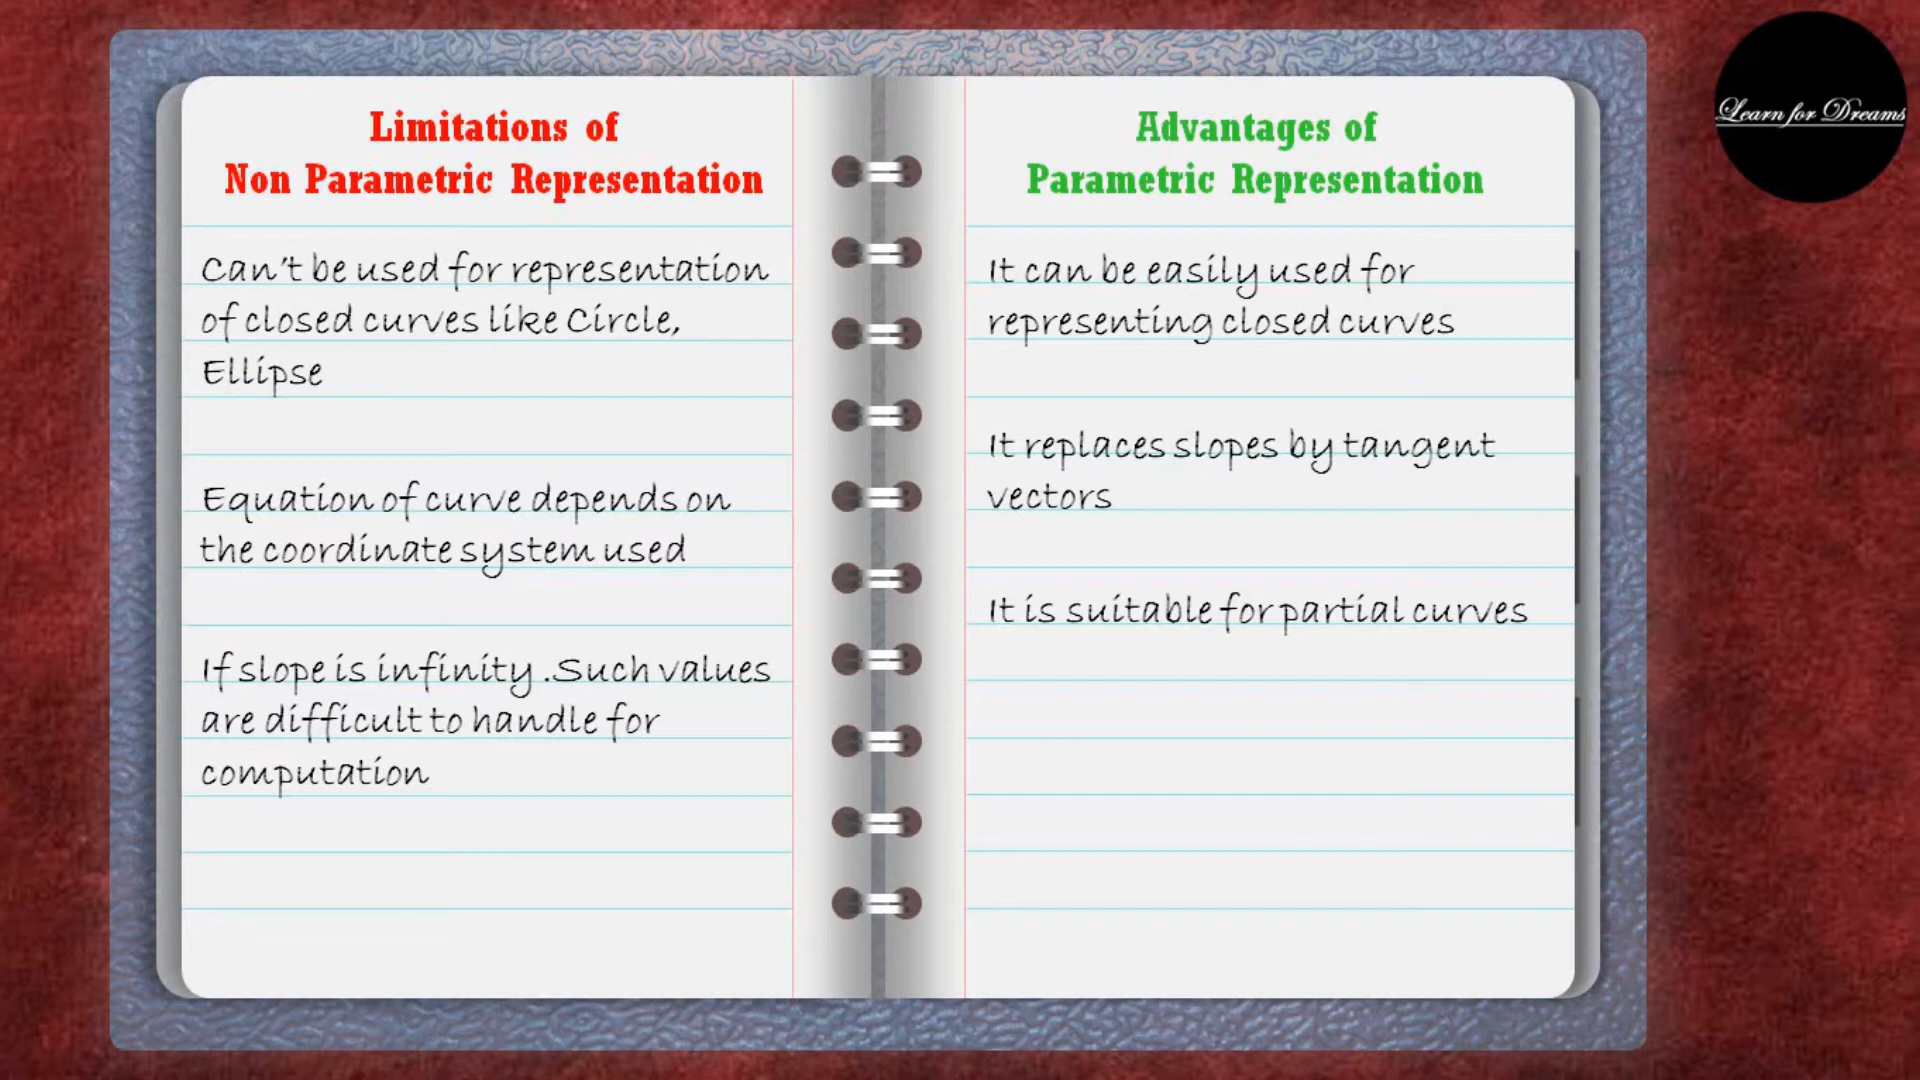 Limitations of
Non Parametric Representation
Can't be used for representation
of closed curves like Circle,
Ellipse
Equation of curve depends on
the coordinate system used
If slope is infinity .Such values
are difficult to handle for
computation
Advantages of
Parametric Representation
It can be easily used for
representing closed curves
It replaces slopes by tangent
vectors
It is suitable for partial curves
Learn for Dreams